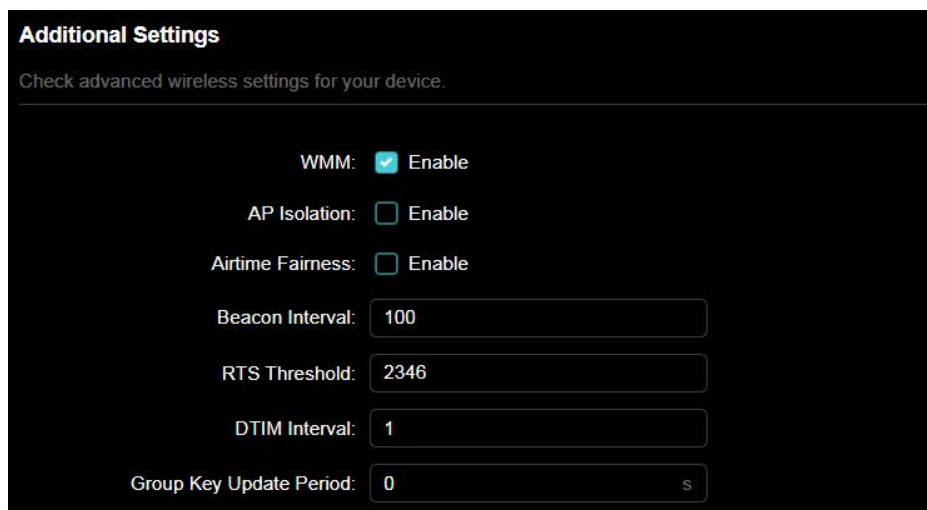 Additional Settings
Check advanced wireless settings for your device.
WMM: Enable
AP Isolation: Enable
Airtime Fairness: Enable
Beacon Interval: 100
RTS Threshold: 2346
DTIM Interval: 1
Group Key Update Period: 0 s